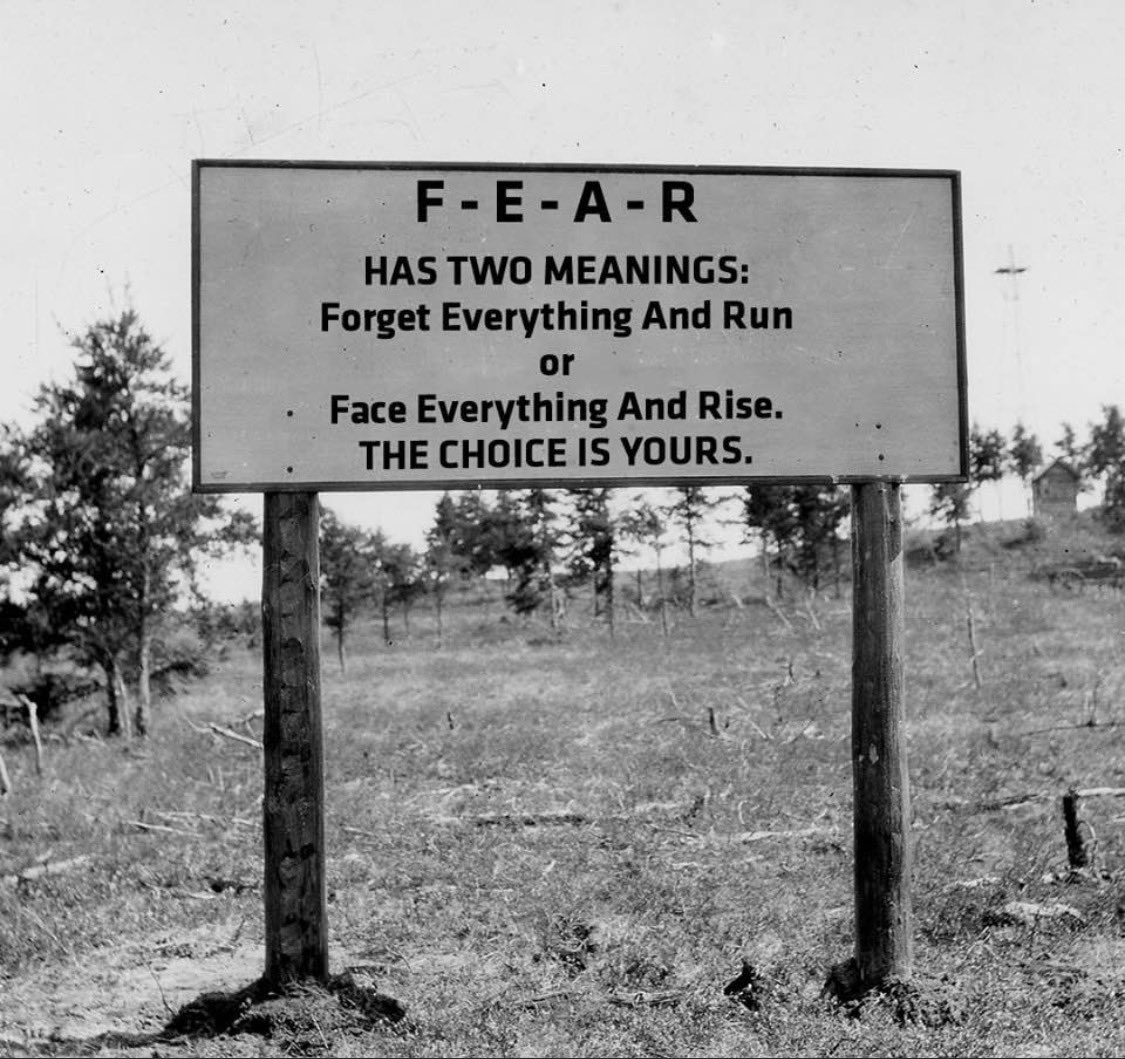 F-E-A-R
HAS TWO MEANINGS:
Forget Everything And Run
or
Face Everything And Rise.
THE CHOICE IS YOURS.